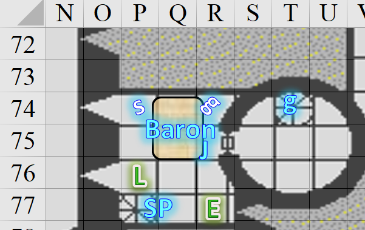 N O P Q R S T U
72
73
74 S g g
75 Baron
J
76 L
77 SP E